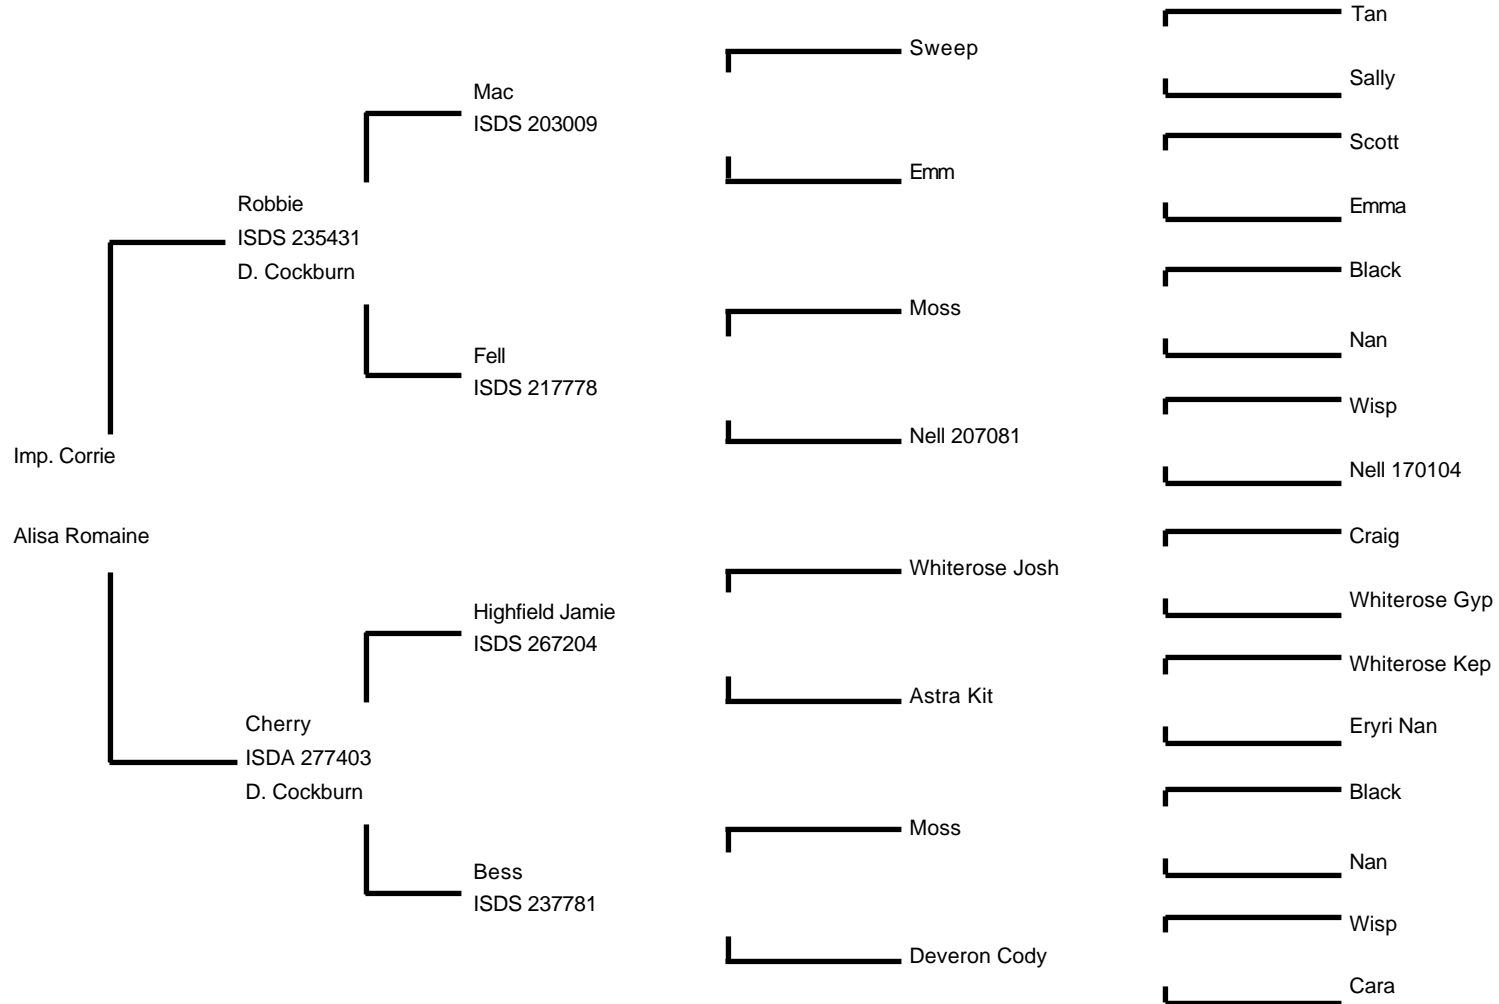 Imp. Corrie
Alisa Romaine
Robbie
ISDS 235431
D. Cockburn
Cherry
ISDA 277403
D. Cockburn
Mac
ISDS 203009
Fell
ISDS 217778
Highfield Jamie
ISDS 267204
Bess
ISDS 237781
Sweep
Emm
Moss
Nell 207081
Whiterose Josh
Astra Kit
Moss
Deveron Cody
Tan
Sally
Scott
Emma
Black
Nan
Wisp
Nell 170104
Craig
Whiterose Gyp
Whiterose Kep
Eryri Nan
Black
Nan
Wisp
Cara